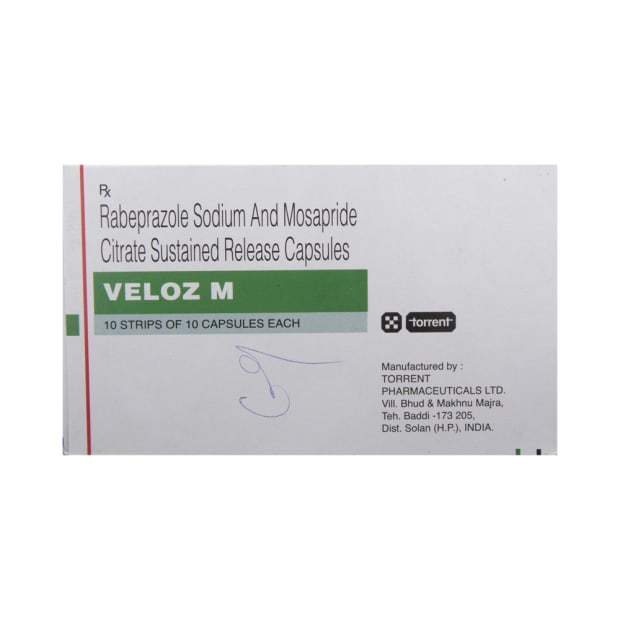 Rx
Rabeprazole Sodium And Mosapride
Citrate Sustained Release Capsules
VELOZ M
10 STRIPS OF 10 CAPSULES EACH
torrent
Manufactured by :
TORRENT
PHARMACEUTICALS LTD.
Vill. Bhud & Makhnu Majra,
Teh. Baddi -173 205,
Dist. Solan (H.P.), INDIA.